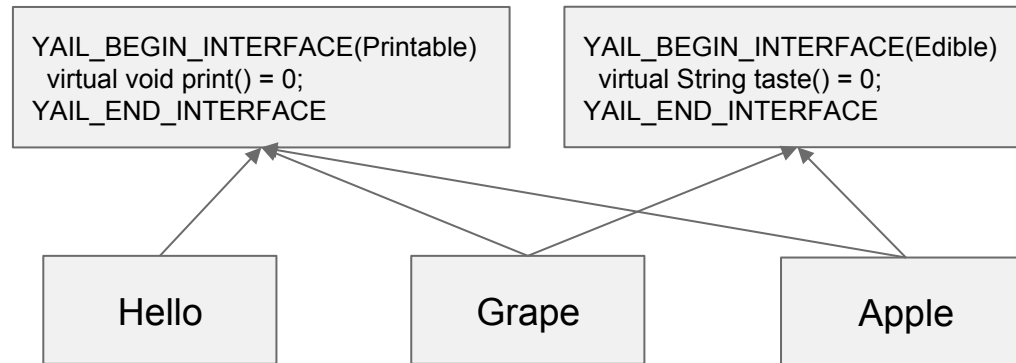 YAIL_BEGIN_INTERFACE(Printable)
virtual void print() = 0;
YAIL_END_INTERFACE
YAIL_BEGIN_INTERFACE(Edible)
virtual String taste() = 0;
YAIL_END_INTERFACE
Hello
Grape
Apple